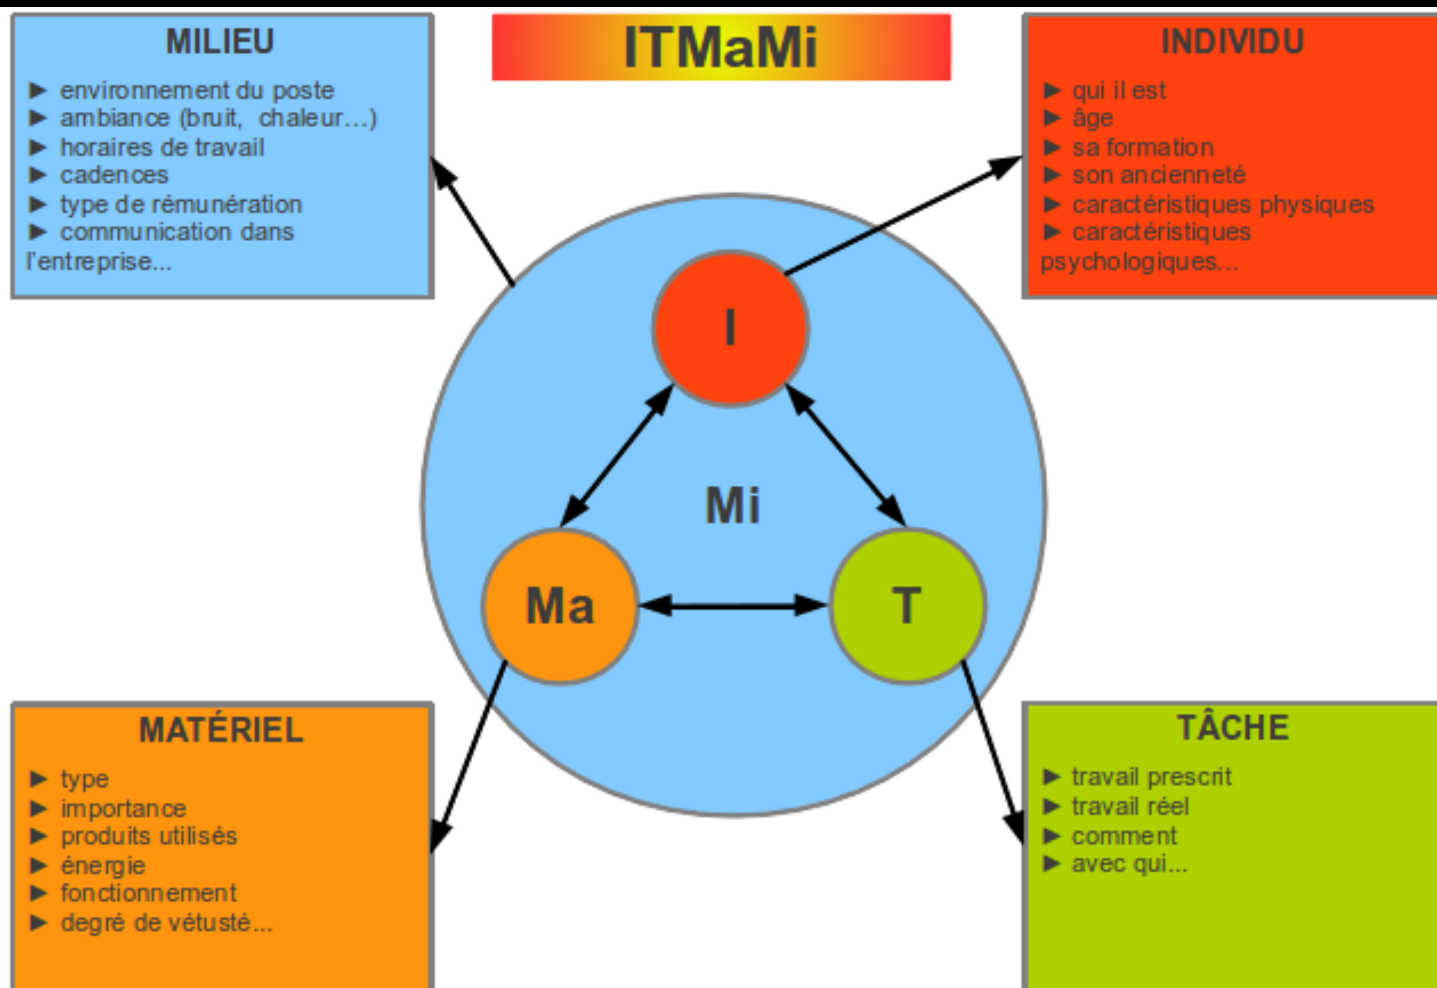 ITMaMi
MILIEU
► environnement du poste
► ambiance (bruit, chaleur...)
► horaires de travail
► cadences
► type de rémunération
► communication dans
l'entreprise...
INDIVIDU
► qui il est
► âge
► sa formation
► son ancienneté
► caractéristiques physiques
► caractéristiques
psychologiques...
I
Mi
Ma
T
MATÉRIEL
► type
► importance
► produits utilisés
► énergie
► fonctionnement
► degré de vétusté...
TÂCHE
► travail prescrit
► travail réel
► comment
► avec qui...